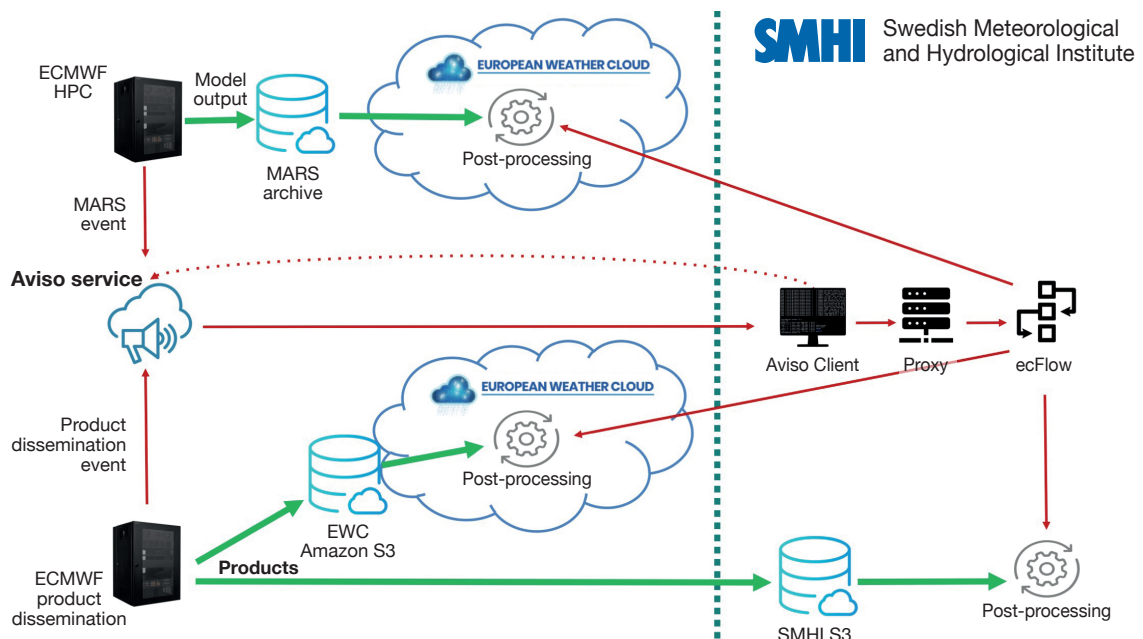 SMHI
Swedish Meteorological
and Hydrological Institute
ECMWF
HPC
Model
output
EUROPEAN WEATHER CLOUD
Post-processing
MARS
archive
MARS
event
Aviso service
Aviso Client
Proxy
ecFlow
EUROPEAN WEATHER CLOUD
Post-processing
Product
dissemination
event
EWC
Amazon S3
Products
ECMWF
product
dissemination
SMHI S3
Post-processing